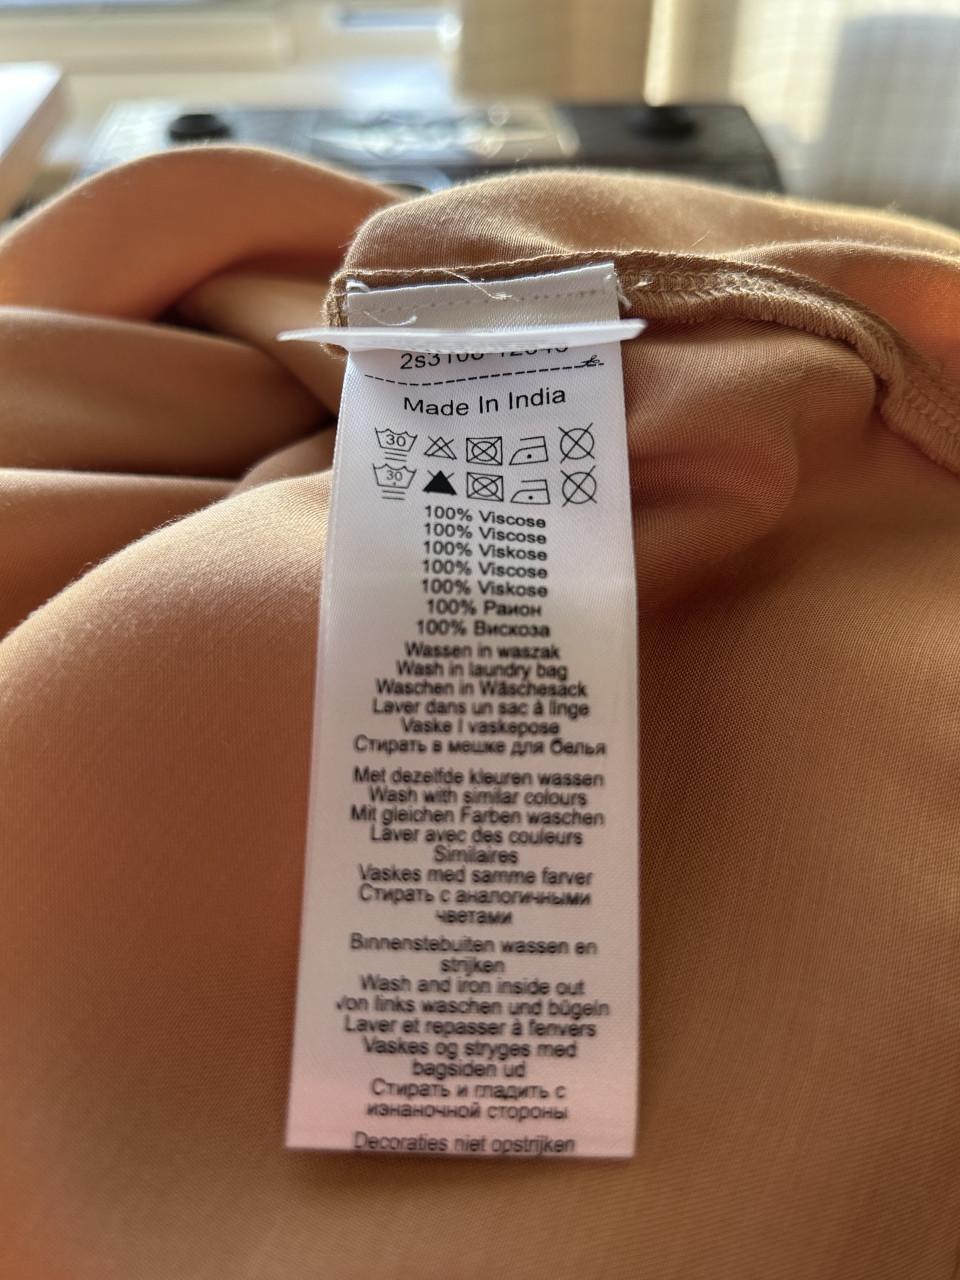 Made In India
30
30
100% Viscose
100% Viscose
100% Viskose
100% Viscose
100% Viskose
100% Раион
100% Вискоза
Wassen in waszak
Wash in laundry bag
Waschen in Wäschesack
Laver dans un sac à linge
Vaske I vaskepose
Стирать в мешке для белья
Met dezelfde kleuren wassen
Wash with similar colours
Mit gleichen Farben waschen
Laver avec des couleurs
Similaires
Vaskes med samme farver
Стирать с аналогичными
чветами
Binnenstebuiten wassen en
strijken
Wash and iron inside out
Von links waschen und bügeln
Laver et repasser à l'envers
Vaskes og stryges med
bagsiden ud
Стирать и гладить с
изнаночной стороны
Decoraties niet opstrijken